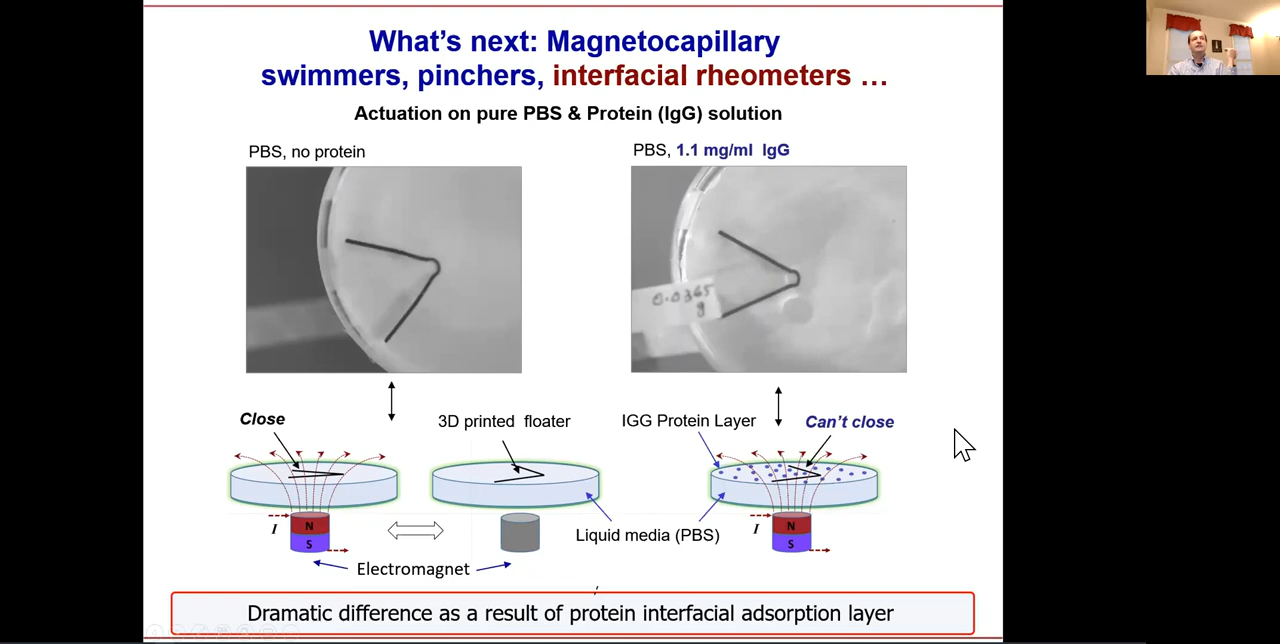 What's next: Magnetocapillary
swimmers, pinchers, interfacial rheometers …
Actuation on pure PBS & Protein (IgG) solution
PBS, no protein
PBS, 1.1 mg/ml IgG
0.0365
g
Close
3D printed floater
IGG Protein Layer
Can't close
I
N
S
I
N
S
Liquid media (PBS)
Electromagnet
Dramatic difference as a result of protein interfacial adsorption layer